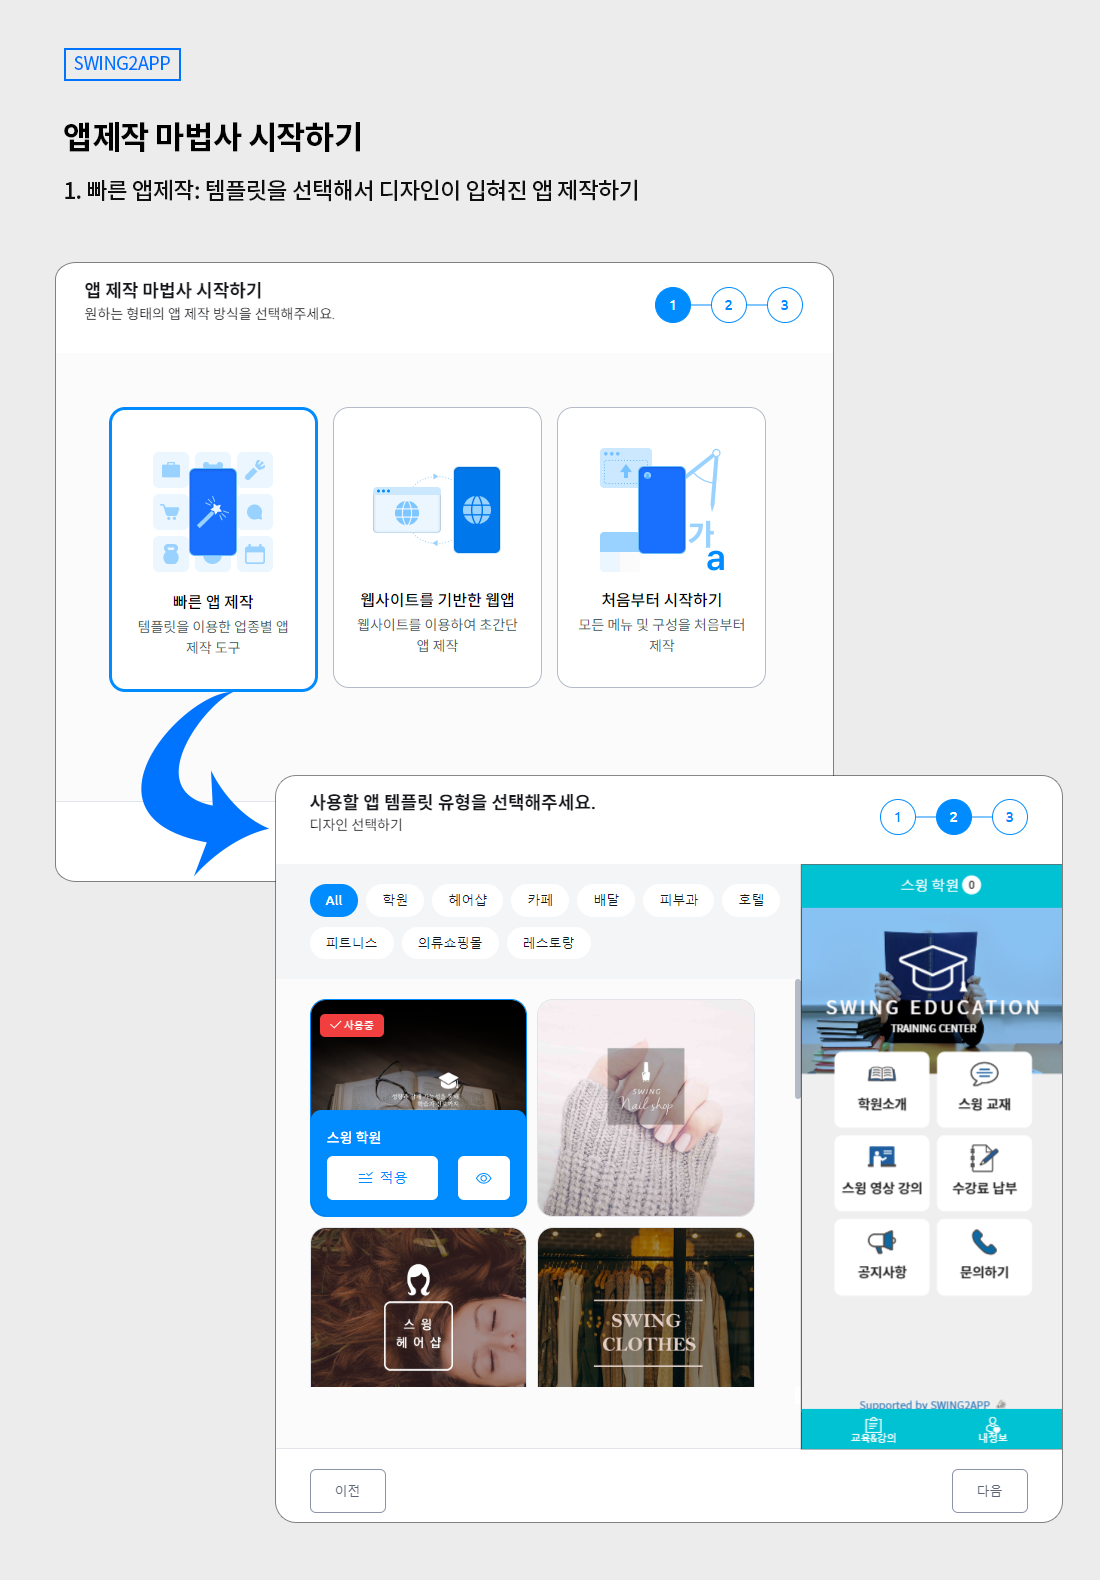 SWING2APP
앱제작 마법사 시작하기
1. 빠른 앱제작: 템플릿을 선택해서 디자인이 입혀진 앱 제작하기
앱 제작 마법사 시작하기
원하는 형태의 앱 제작 방식을 선택해주세요.
1
2
3
가
a
빠른 앱 제작
템플릿을 이용한 업종별 앱
제작 도구
웹사이트를 기반한 웹앱
웹사이트를 이용하여 초간단
앱 제작
처음부터 시작하기
모든 메뉴 및 구성을 처음부터
제작
사용할 앱 템플릿 유형을 선택해주세요.
디자인 선택하기
1
2
3
All
학원
헤어샵
카페
배달
피부과
호텔
피트니스
의류쇼핑몰
레스토랑
사용중
스윙 학원
적용
SWING
Nail shop
스 윙
헤 어 샵
SWING
CLOTHES
스윙 학원 0
SWING EDUCATION
TRAINING CENTER
학원소개
스윙 교재
스윙 영상 강의
수강료 납부
공지사항
문의하기
Supported by SWING2APP
교육&강의
내정보
이전
다음